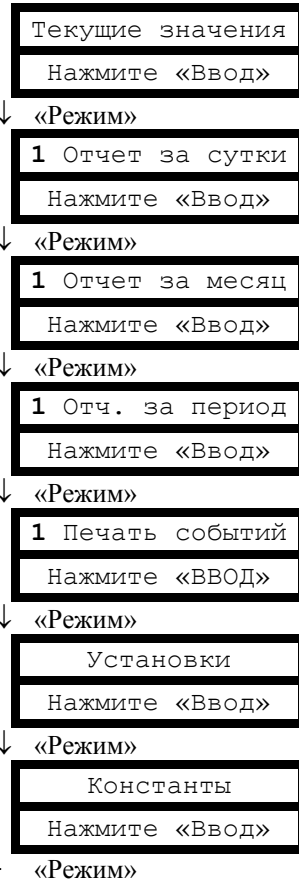 Текущие значения
Нажмите «Ввод»
↓ «Режим»
1 Отчет за сутки
Нажмите «Ввод»
↓ «Режим»
1 Отчет за месяц
Нажмите «Ввод»
↓ «Режим»
1 Отч. за период
Нажмите «Ввод»
↓ «Режим»
1 Печать событий
Нажмите «ВВОД»
↓ «Режим»
Установки
Нажмите «Ввод»
↓ «Режим»
Константы
Нажмите «Ввод»
«Режим»